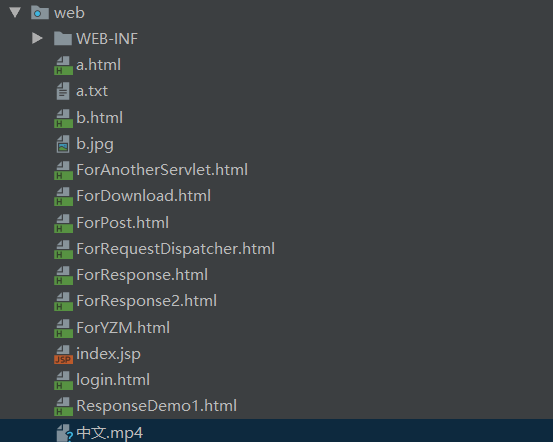 web
WEB-INF
a.html
a.txt
b.html
b.jpg
ForAnotherServlet.html
ForDownload.html
ForPost.html
ForRequestDispatcher.html
ForResponse.html
ForResponse2.html
ForYZM.html
index.jsp
login.html
ResponseDemo1.html
中文.mp4